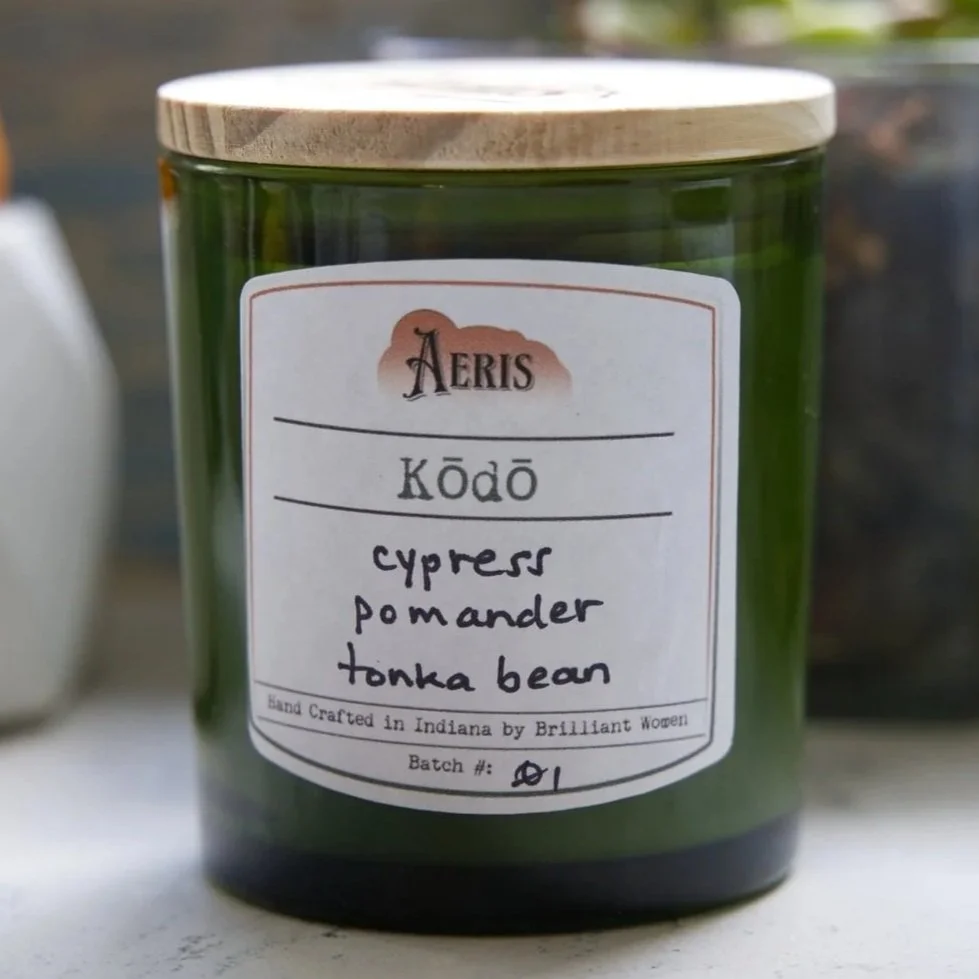 AERIS
Kōdō
cypress
pomander
tonka bean
Hand Crafted in Indiana by Brilliant Women
Batch #: 01